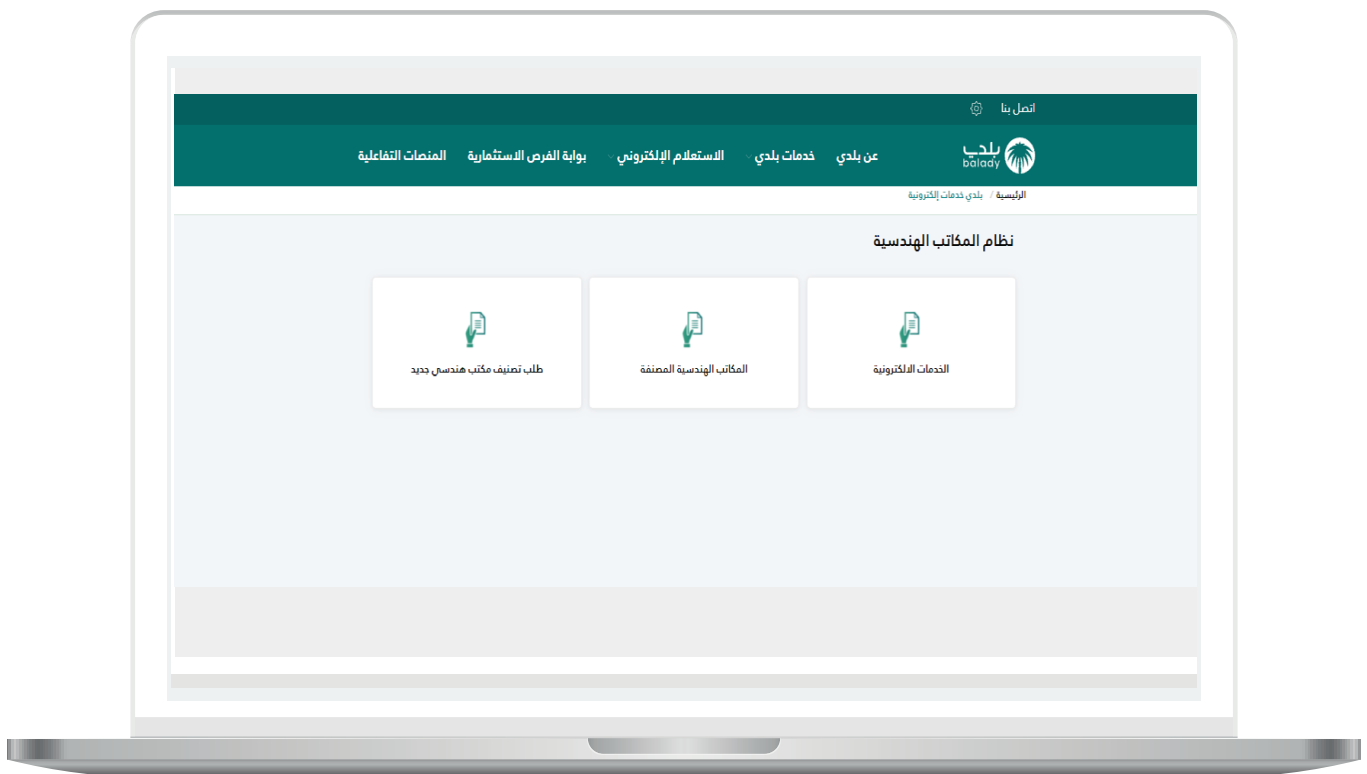 اتصل بنا
بلدي
balady
عن بلدي خدمات بلدي الاستعلام الإلكتروني بوابة الفرص الاستثمارية المنصات التفاعلية
الرئيسية / بلدي خدمات إلكترونية
نظام المكاتب الهندسية
الخدمات الالكترونية
المكاتب الهندسية المصنفة
طلب تصنيف مكتب هندسي جديد